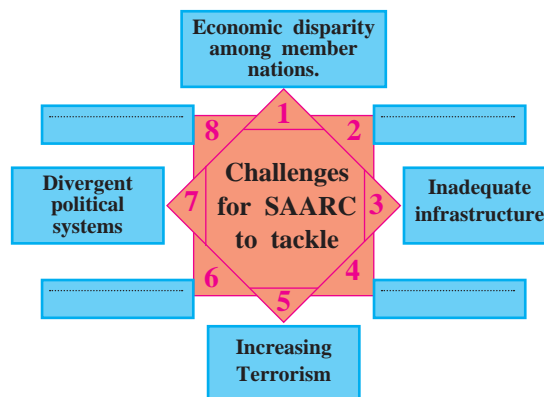 Economic disparity
among member
nations.
8
1
2
Divergent
political
systems
7
Challenges
for SAARC
to tackle
3
Inadequate
infrastructure
6
5
4
Increasing
Terrorism